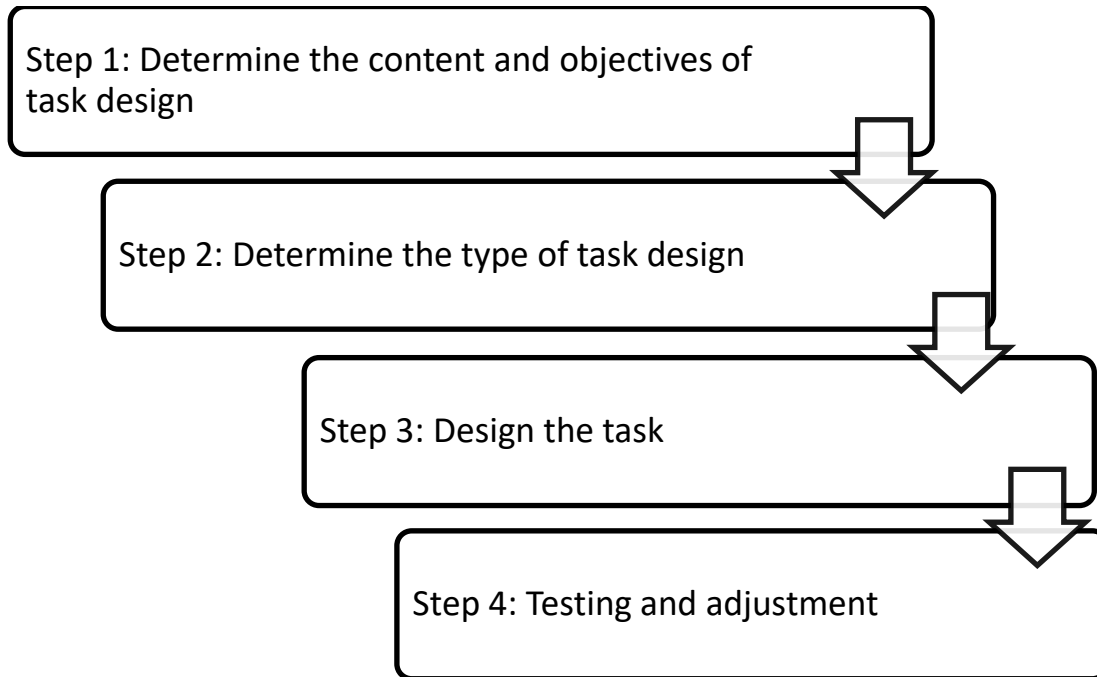 Step 1: Determine the content and objectives of
task design
Step 2: Determine the type of task design
Step 3: Design the task
Step 4: Testing and adjustment